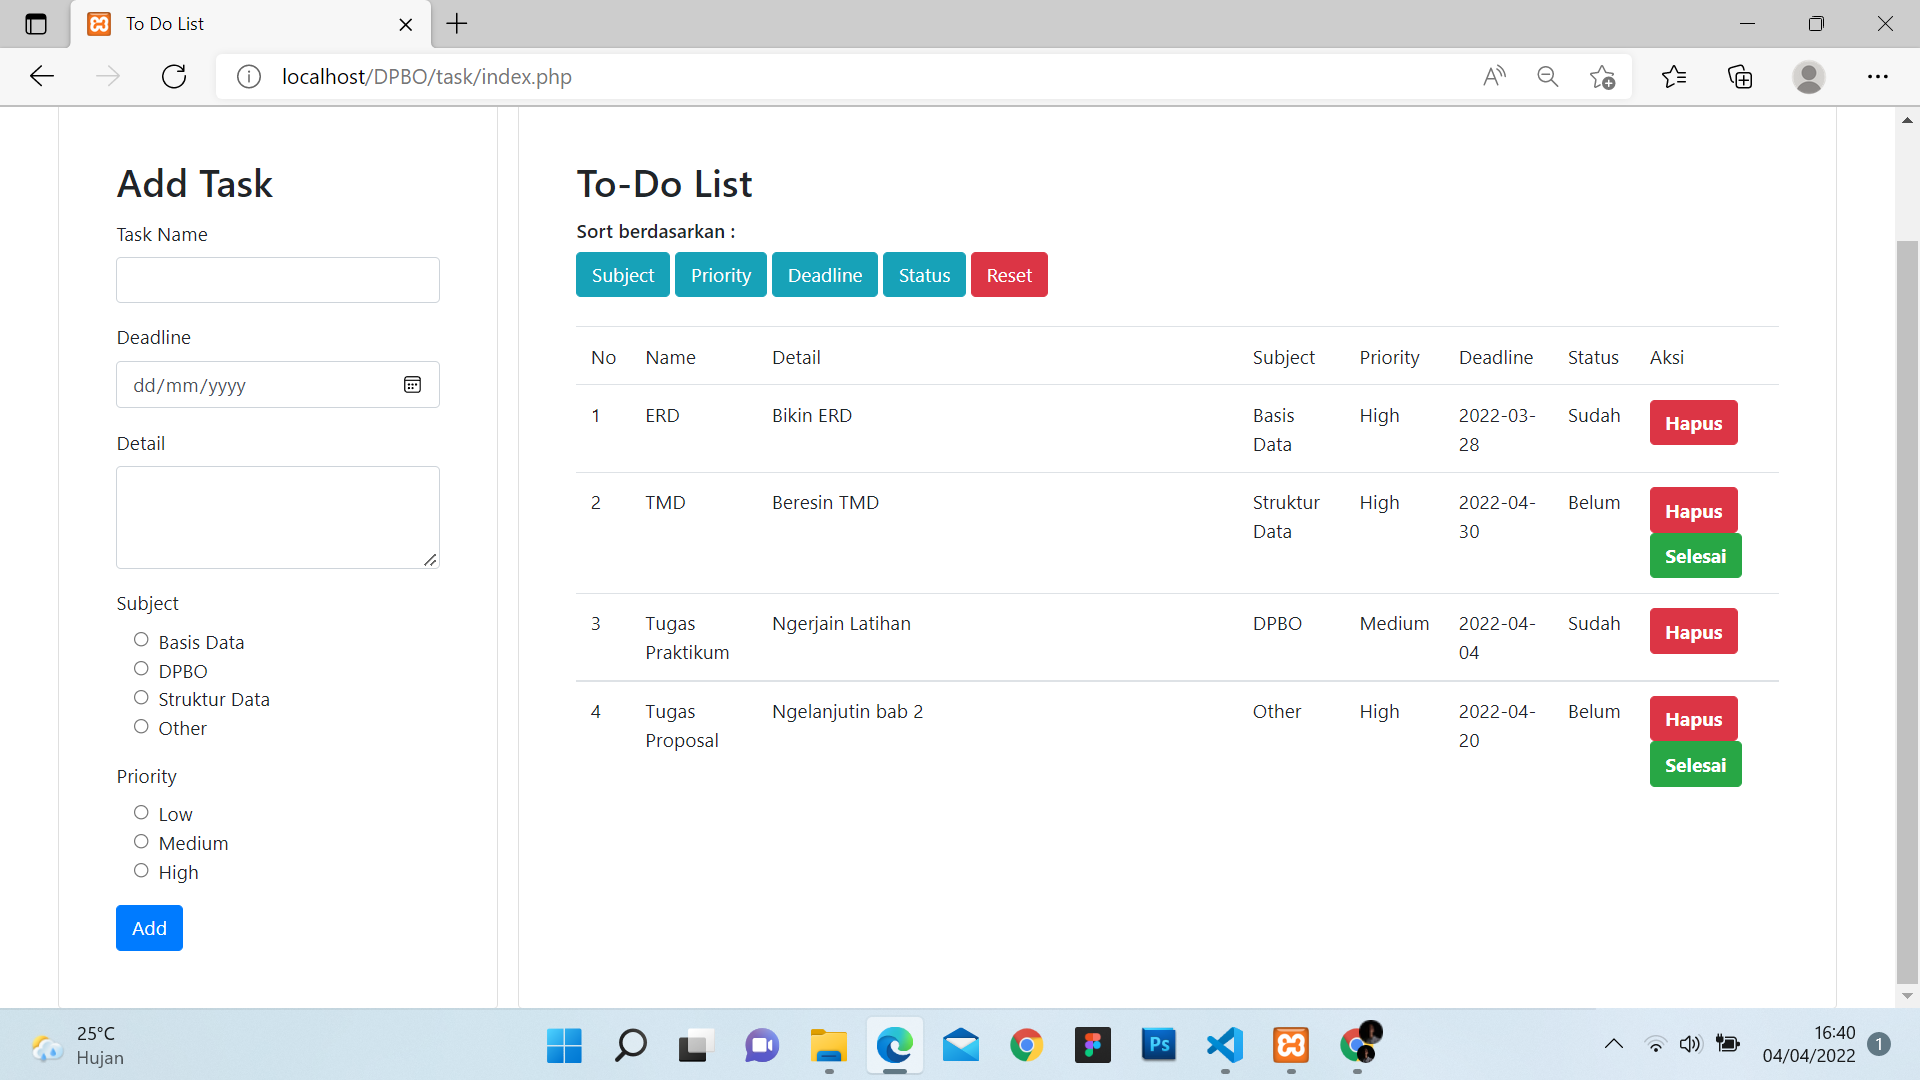 To Do List
localhost/DPBO/task/index.php
Add Task
Task Name
Deadline
dd/mm/yyyy
Detail
Subject
Basis Data
DPBO
Struktur Data
Other
Priority
Low
Medium
High
Add
To-Do List
Sort berdasarkan :
Subject Priority Deadline Status Reset
No Name Detail Subject Priority Deadline Status Aksi
1 ERD Bikin ERD Basis High 2022-03- Sudah Hapus
Data 28
2 TMD Beresin TMD Struktur High 2022-04- Belum Hapus
Data 30
Selesai
3 Tugas Ngerjain Latihan DPBO Medium 2022-04- Sudah Hapus
Praktikum 04
4 Tugas Ngelanjutin bab 2 Other High 2022-04- Belum Hapus
Proposal 20
Selesai
25°C
Hujan
Ps
16:40
04/04/2022
1